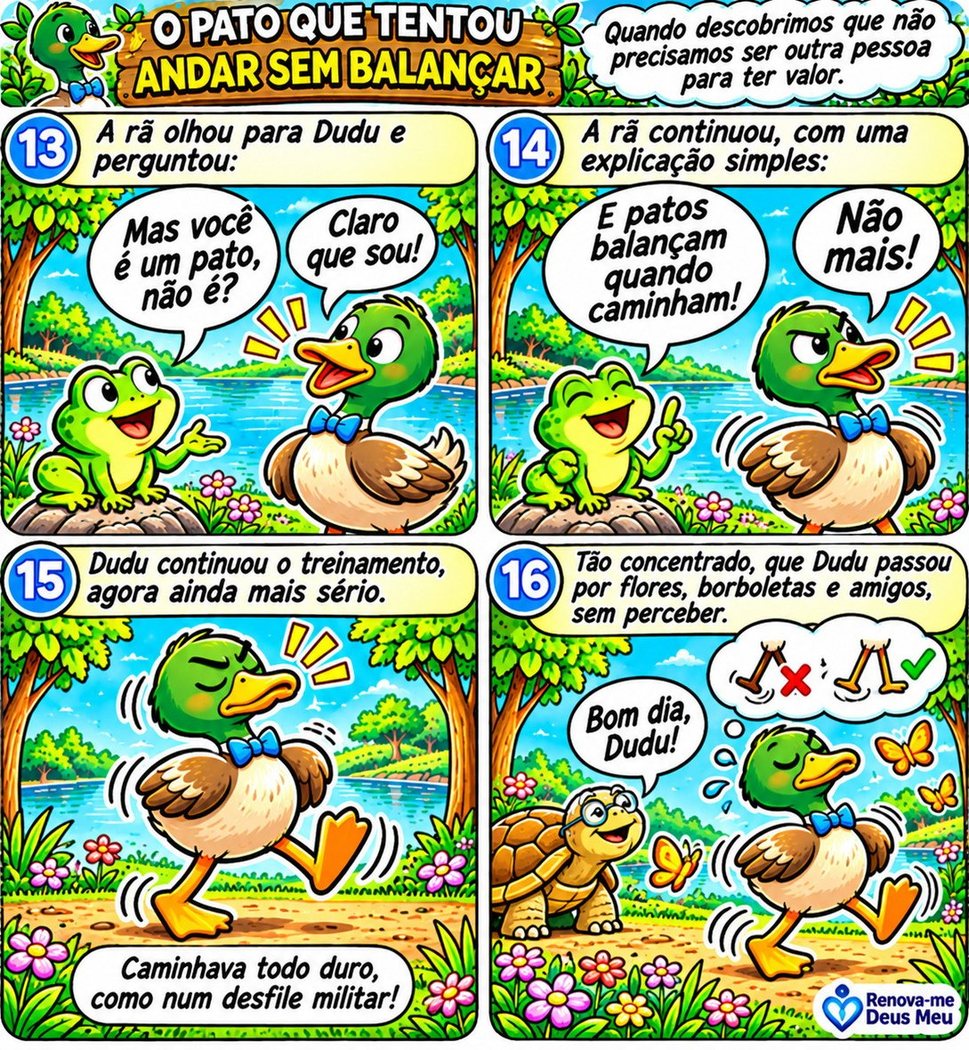 O PATO QUE TENTOU
ANDAR SEM BALANÇAR
Quando descobrimos que não
precisamos ser outra pessoa
para ter valor.
13
A rã olhou para Dudu e
perguntou:
Mas você
é um pato,
não é?
Claro
que sou!
14
A rã continuou, com uma
explicação simples:
E patos
balançam
quando
caminham!
Não
mais!
15
Dudu continuou o treinamento,
agora ainda mais sério.
Caminhava todo duro,
como num desfile militar!
16
Tão concentrado, que Dudu passou
por flores, borboletas e amigos,
sem perceber.
Bom dia,
Dudu!
Renova-me
Deus Meu